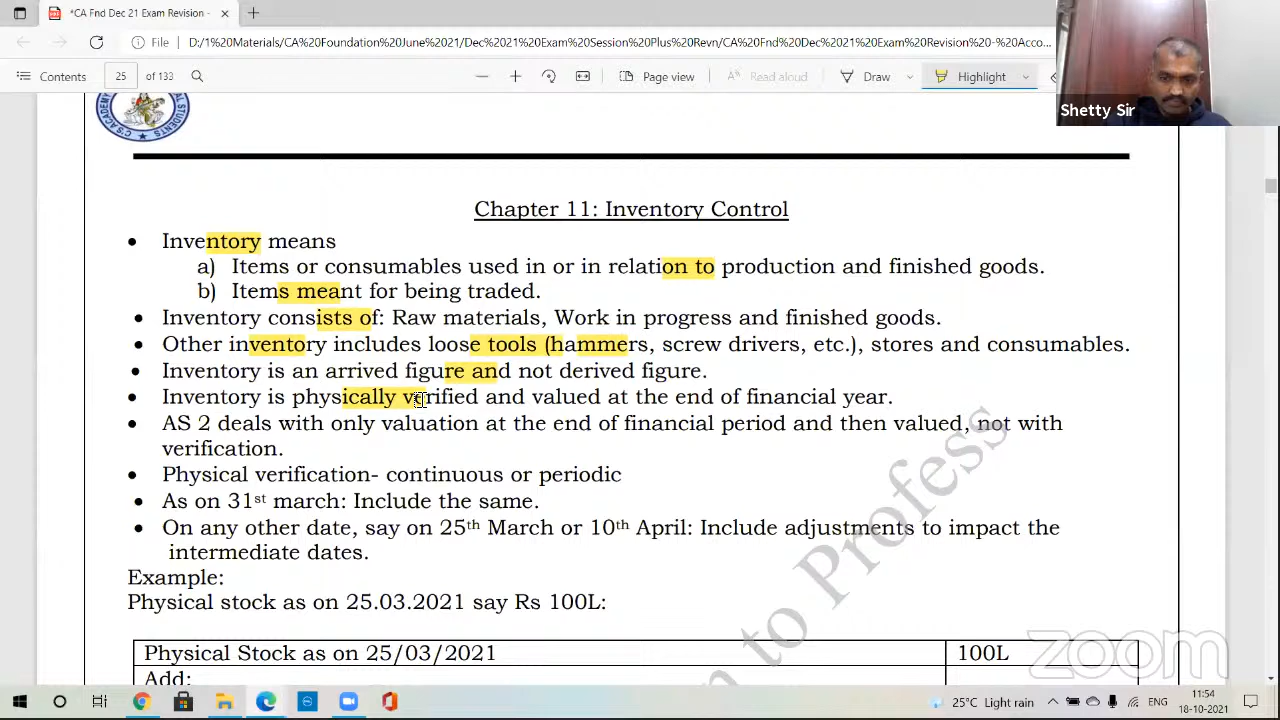 *CA Fnd Dec 21 Exam Revision -
File D:/1%20Materials/CA%20Foundation%20June%2021/Dec%2021%20Exam%20Session%20Plus%20Revn/CA%20Fnd%20Dec%2021%20Exam%20Revision%20-%20Acco...
Contents 25 of 133 Page view Read aloud Draw Highlight
Shetty Sir
Chapter 11: Inventory Control
• Inventory means
a) Items or consumables used in or in relation to production and finished goods.
b) Items meant for being traded.
• Inventory consists of: Raw materials, Work in progress and finished goods.
• Other inventory includes loose tools (hammers, screw drivers, etc.), stores and consumables.
• Inventory is an arrived figure and not derived figure.
• Inventory is physically verified and valued at the end of financial year.
• AS 2 deals with only valuation at the end of financial period and then valued, not with
verification.
• Physical verification- continuous or periodic
• As on 31st march: Include the same.
• On any other date, say on 25th March or 10th April: Include adjustments to impact the
intermediate dates.
Example:
Physical stock as on 25.03.2021 say Rs 100L:
Physical Stock as on 25/03/2021 100L
Add:
to Profess
zoom
25°C Light rain ENG 11:54
18-10-2021